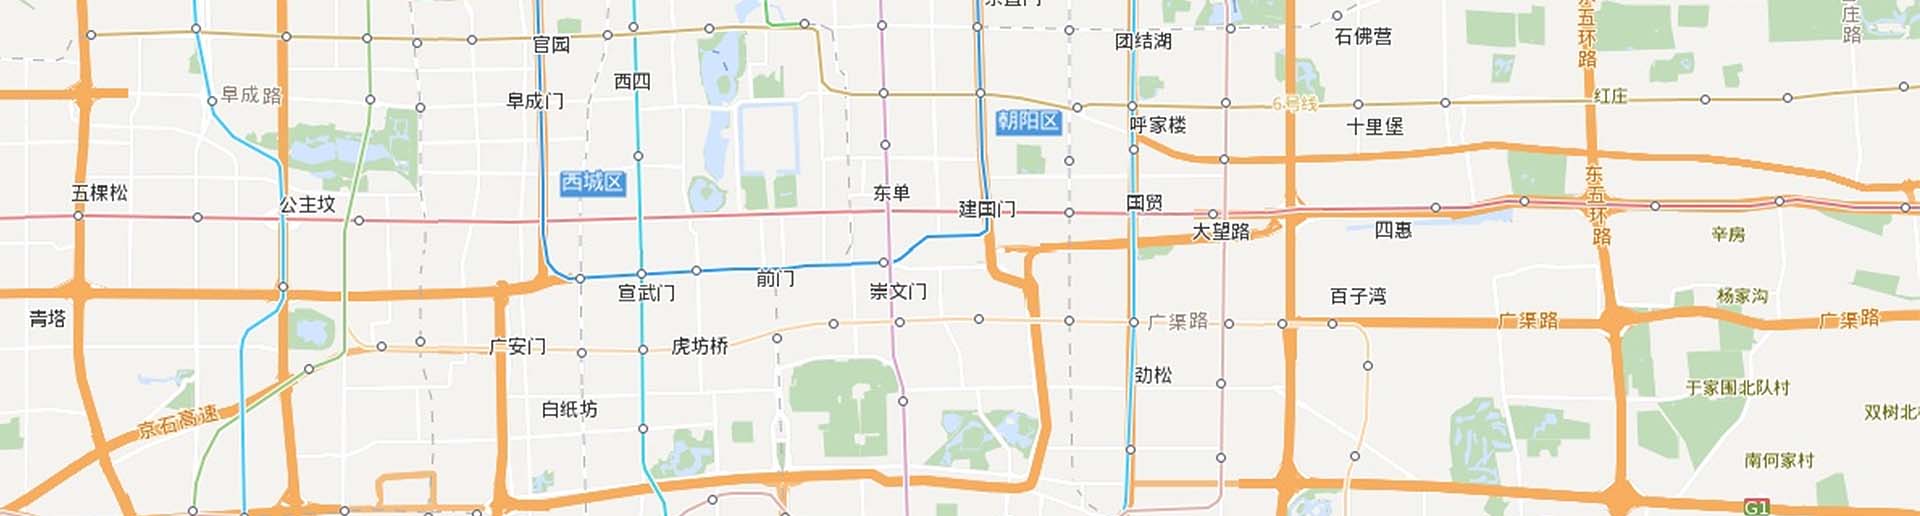 官园
团结湖
石佛营
东五环路
庄路
西四
阜成路
阜成门
6号线
红庄
朝阳区
呼家楼
十里堡
西城区
五棵松
公主坟
东单
建国门
国贸
大望路
四惠
东五环路
辛房
前门
宣武门
崇文门
百子湾
杨家沟
青塔
广渠路
广渠路
广渠路
广安门
虎坊桥
劲松
于家围北队村
白纸坊
双树北
京石高速
南何家村
G1